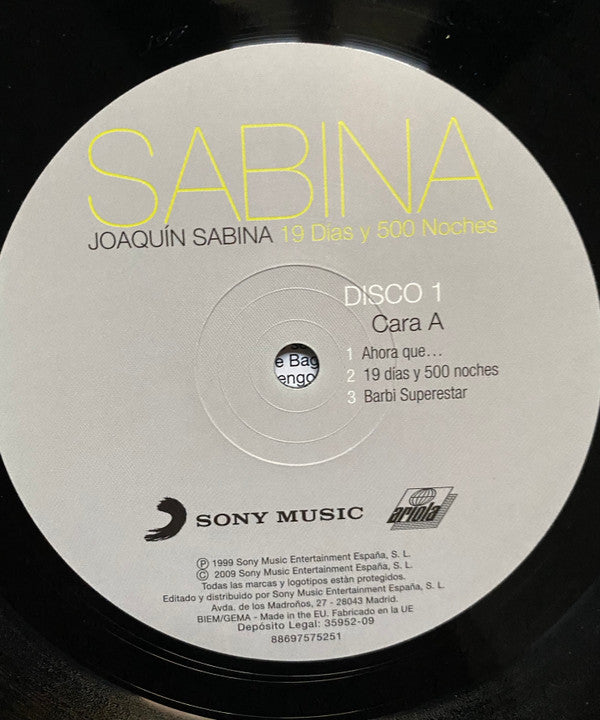 SABINA
JOAQUÍN SABINA 19 Días y 500 Noches
DISCO 1
Cara A
1 Ahora que...
2 19 días y 500 noches
3 Barbi Superestar
e Bag
engo
SONY MUSIC
ariola
Ⓟ 1999 Sony Music Entertainment España, S. L.
© 2009 Sony Music Entertainment España, S. L.
Todas las marcas y logotipos están protegidos.
Editado y distribuido por Sony Music Entertainment España, S. L.
Avda. de los Madroños, 27 - 28043 Madrid.
BIEM/GEMA - Made in the EU. Fabricado en la UE
Depósito Legal: 35952-09
88697575251